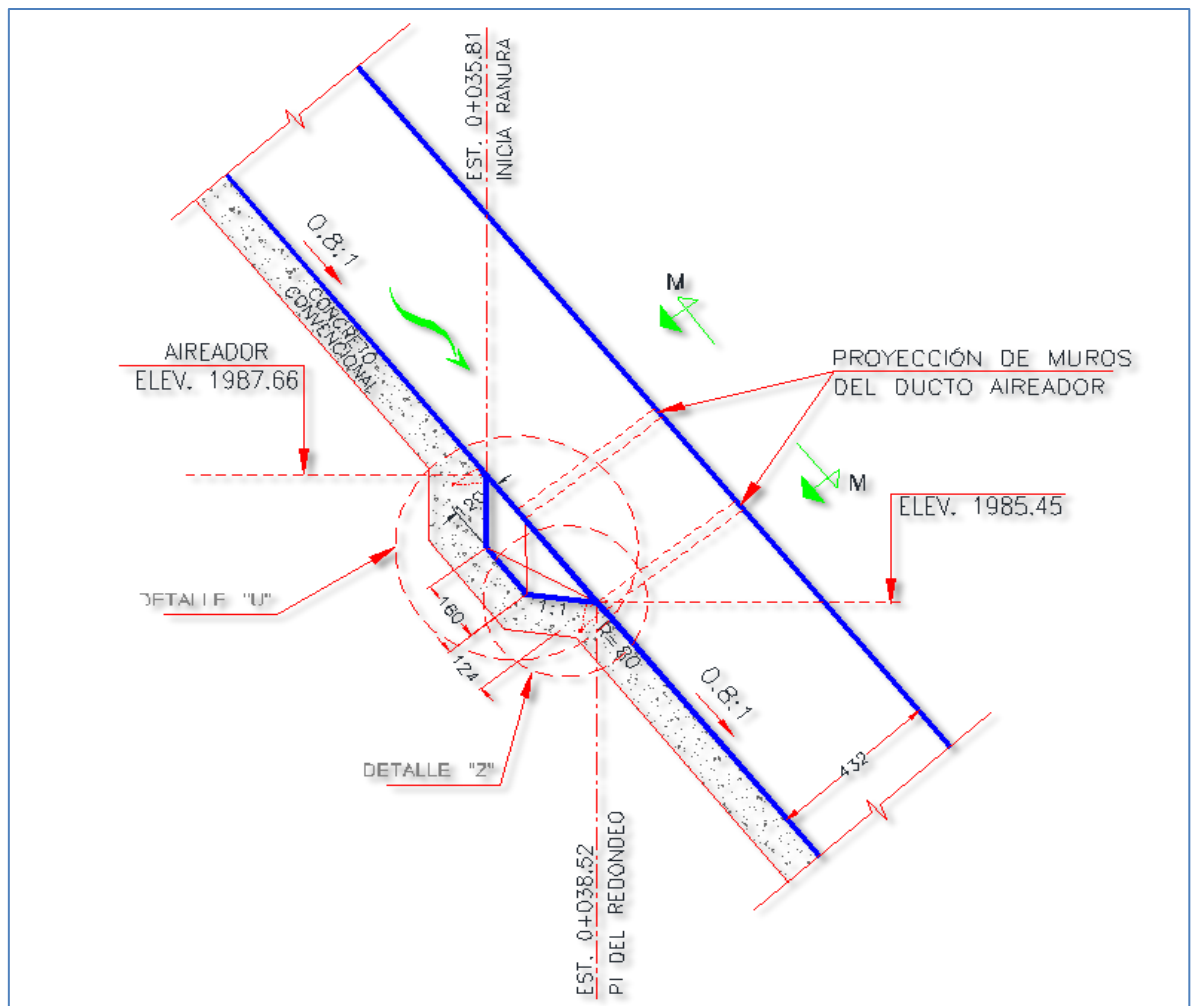 EST. 0+035.81
INICIA RANURA
0.8:1
CONCRETO
CONVENCIONAL
M
AIREADOR
ELEV. 1987.66
PROYECCIÓN DE MUROS
DEL DUCTO AIREADOR
M
ELEV. 1985.45
120
DETALLE "U"
160
1:1
R=80
124
0.8:1
DETALLE "Z"
432
EST. 0+038.52
PI DEL REDONDEO